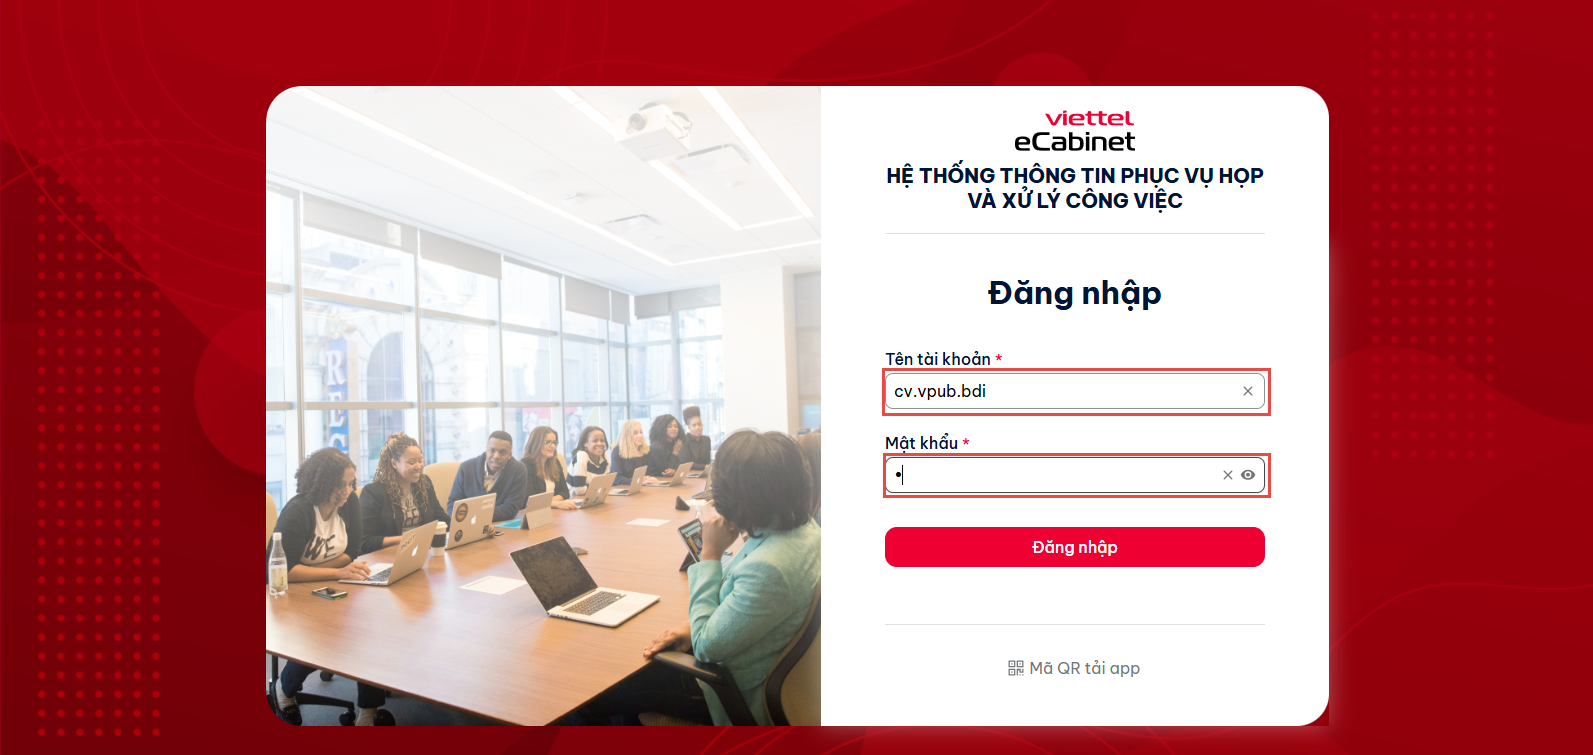 viettel
eCabinet
HỆ THỐNG THÔNG TIN PHỤC VỤ HỌP
VÀ XỬ LÝ CÔNG VIỆC
Đăng nhập
Tên tài khoản *
cv.vpub.bdi
Mật khẩu *
•
Đăng nhập
Mã QR tải app